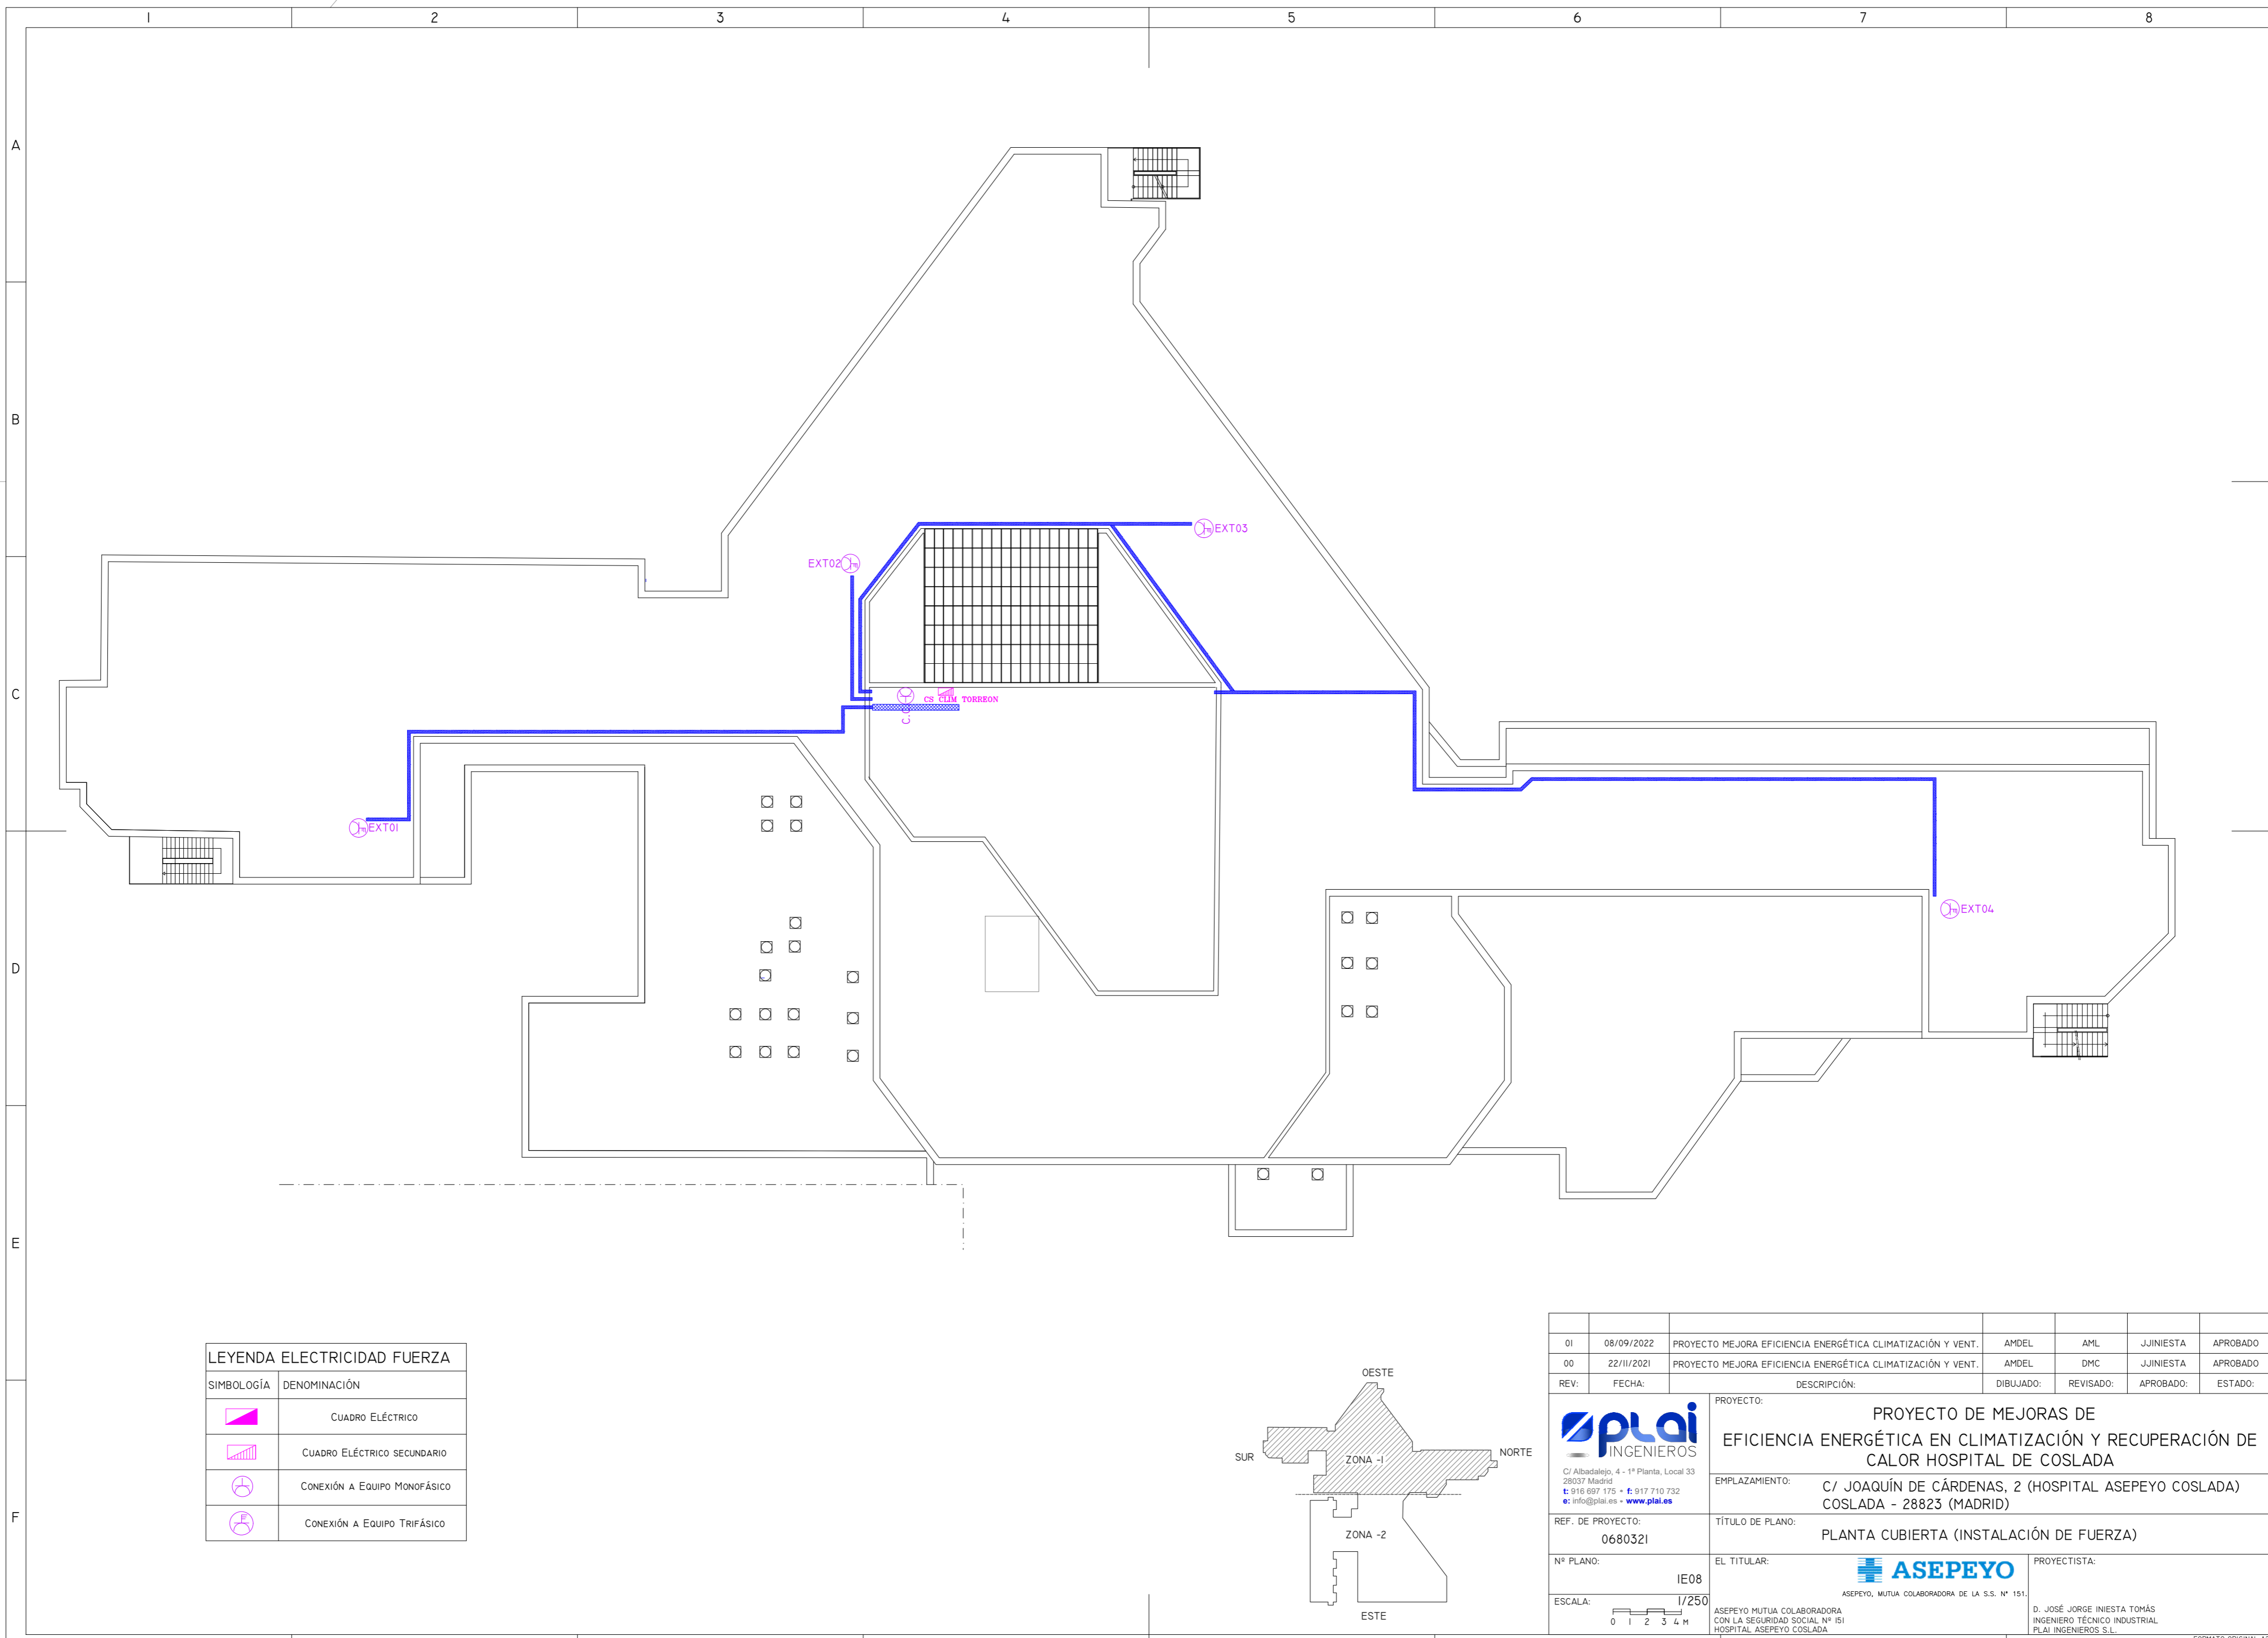 1 2 3 4 5 6 7 8
A
B
C
D
E
F
EXT03
EXT02
CS CLIM TORREON
EXT01
EXT04
LEYENDA ELECTRICIDAD FUERZA
SIMBOLOGÍA DENOMINACIÓN
CUADRO ELÉCTRICO
CUADRO ELÉCTRICO SECUNDARIO
CONEXIÓN A EQUIPO MONOFÁSICO
CONEXIÓN A EQUIPO TRIFÁSICO
OESTE
SUR
NORTE
ZONA -1
ZONA -2
ESTE
01 08/09/2022 PROYECTO MEJORA EFICIENCIA ENERGÉTICA CLIMATIZACIÓN Y VENT. AMDEL AML JJINIESTA APROBADO
00 22/11/2021 PROYECTO MEJORA EFICIENCIA ENERGÉTICA CLIMATIZACIÓN Y VENT. AMDEL DMC JJINIESTA APROBADO
REV: FECHA: DESCRIPCIÓN: DIBUJADO: REVISADO: APROBADO: ESTADO:
plai
INGENIEROS
C/ Albadalejo, 4 - 1ª Planta, Local 33
28037 Madrid
t: 916 697 175 - f: 917 710 732
e: info@plai.es - www.plai.es
PROYECTO:
PROYECTO DE MEJORAS DE
EFICIENCIA ENERGÉTICA EN CLIMATIZACIÓN Y RECUPERACIÓN DE
CALOR HOSPITAL DE COSLADA
EMPLAZAMIENTO:
C/ JOAQUÍN DE CÁRDENAS, 2 (HOSPITAL ASEPEYO COSLADA)
COSLADA - 28823 (MADRID)
REF. DE PROYECTO:
0680321
TÍTULO DE PLANO:
PLANTA CUBIERTA (INSTALACIÓN DE FUERZA)
Nº PLANO:
IE08
ESCALA:
1/250
0 1 2 3 4 M
EL TITULAR:
ASEPEYO
ASEPEYO, MUTUA COLABORADORA DE LA S.S. Nº 151.
ASEPEYO MUTUA COLABORADORA
CON LA SEGURIDAD SOCIAL Nº 151
HOSPITAL ASEPEYO COSLADA
PROYECTISTA:
D. JOSÉ JORGE INIESTA TOMÁS
INGENIERO TÉCNICO INDUSTRIAL
PLAI INGENIEROS S.L.